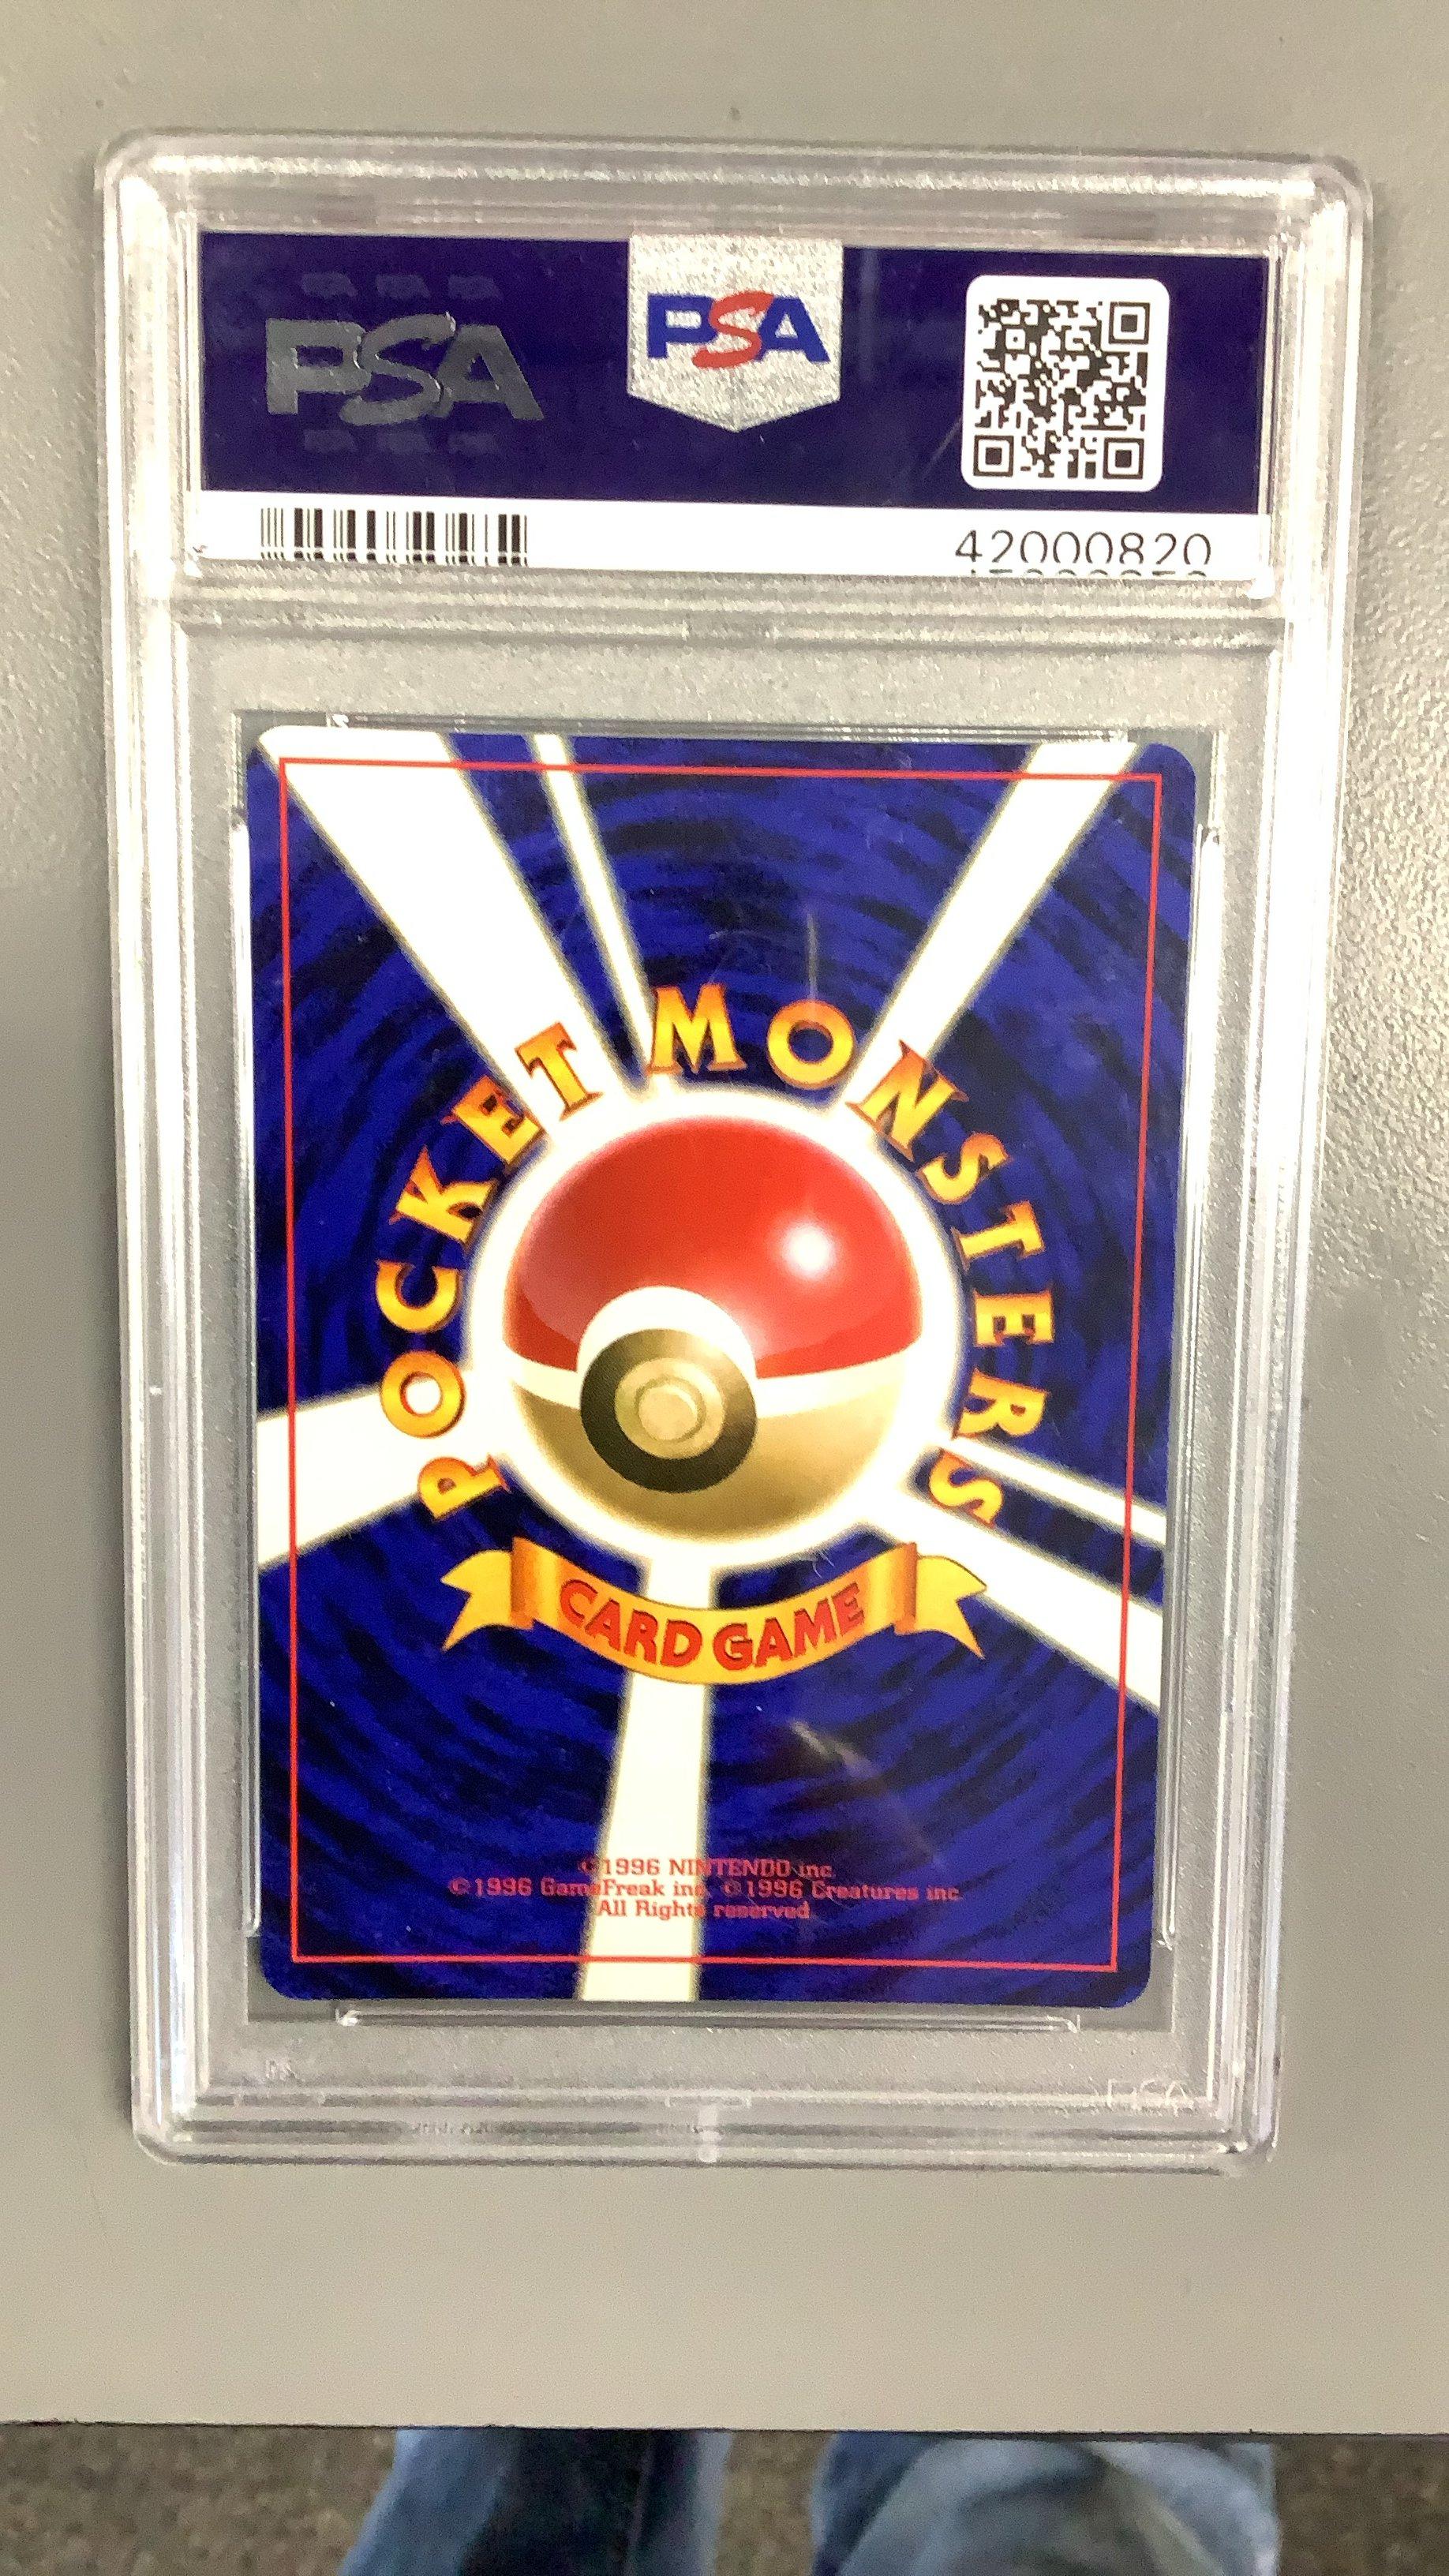 PSA
PSA
42000820
POCKET MONSTERS
CARD GAME
©1996 NINTENDO inc.
©1996 GameFreak inc. ©1996 Creatures inc.
All Rights reserved.
PSA